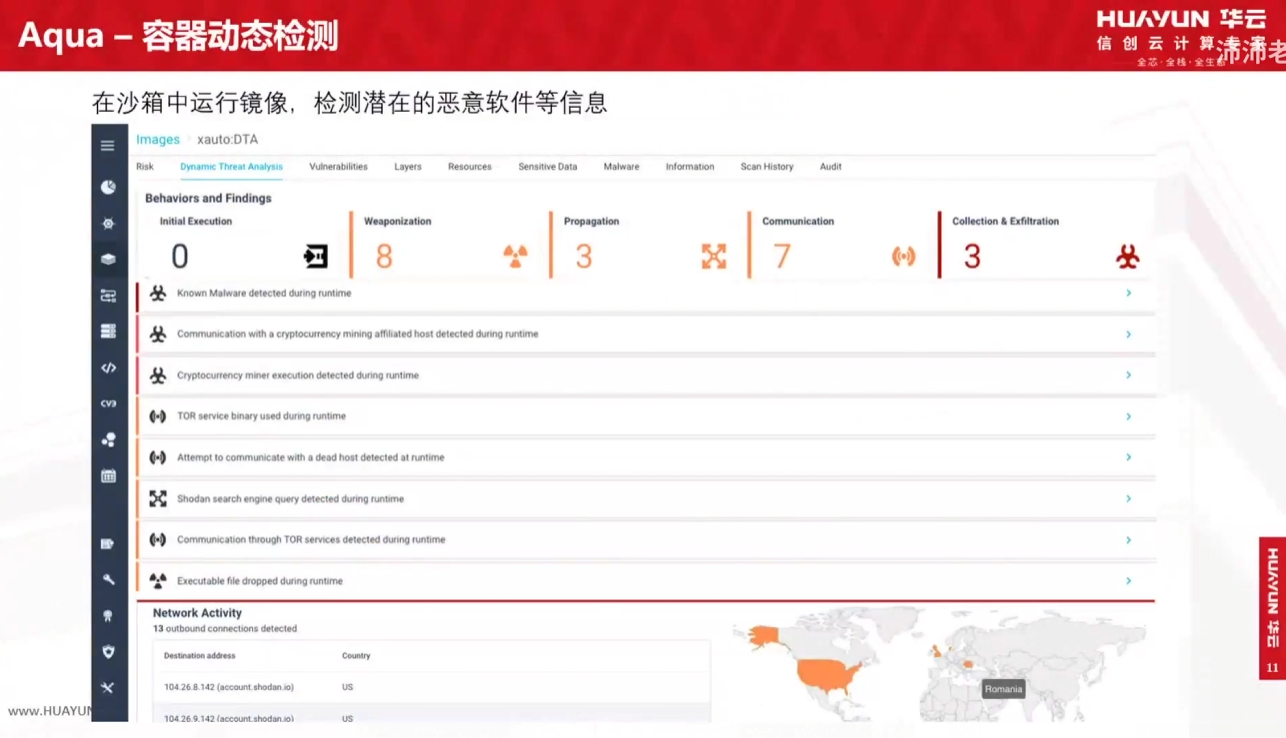 Aqua – 容器动态检测
HUAYUN 华云
信创云计算专家
沛沛老
全芯·全栈·全生态
在沙箱中运行镜像，检测潜在的恶意软件等信息
Images xauto:DTA
Risk Dynamic Threat Analysis Vulnerabilities Layers Resources Sensitive Data Malware Information Scan History Audit
Behaviors and Findings
Initial Execution Weaponization Propagation Communication Collection & Exfiltration
0 8 3 7 3
Known Malware detected during runtime
Communication with a cryptocurrency mining affiliated host detected during runtime
Cryptocurrency miner execution detected during runtime
CVE
TOR service binary used during runtime
Attempt to communicate with a dead host detected at runtime
Shodan search engine query detected during runtime
Communication through TOR services detected during runtime
Executable file dropped during runtime
Network Activity
13 outbound connections detected
Destination address Country
104.26.8.142 (account.shodan.io) US
104.26.9.142 (account.shodan.io) US
Romania
HUAYUN 华云
11
www.HUAYUN